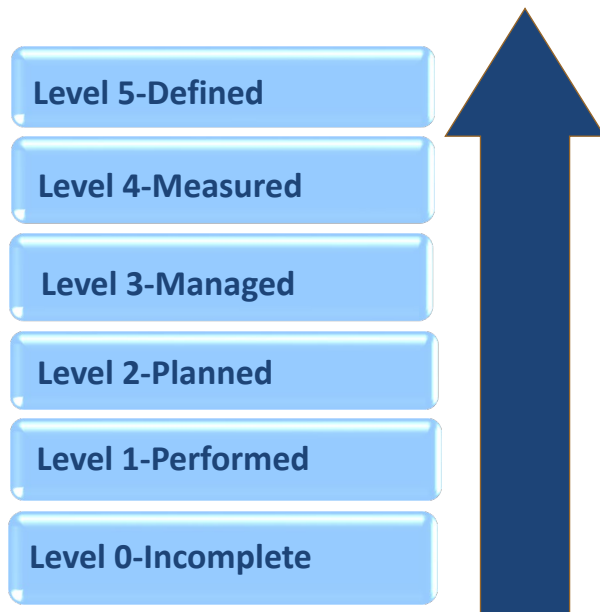 Level 5-Defined
Level 4-Measured
Level 3-Managed
Level 2-Planned
Level 1-Performed
Level 0-Incomplete